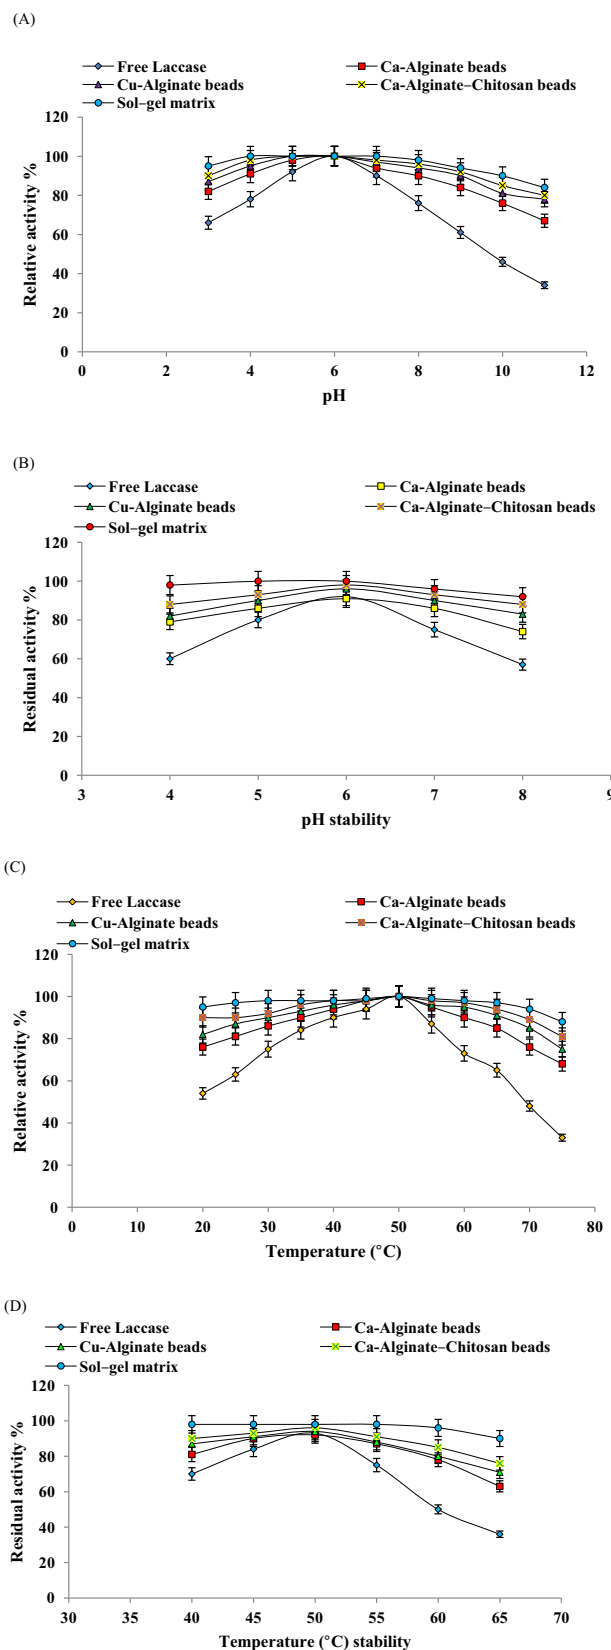 (A)
Free Laccase Ca-Alginate beads
Cu-Alginate beads Ca-Alginate–Chitosan beads
Sol–gel matrix
120
100
80
60
40
20
0
Relative activity %
0 2 4 6 8 10 12
pH
(B)
Free Laccase Ca-Alginate beads
Cu-Alginate beads Ca-Alginate–Chitosan beads
Sol–gel matrix
120
100
80
60
40
20
0
Residual activity %
3 4 5 6 7 8 9
pH stability
(C)
Free Laccase Ca-Alginate beads
Cu-Alginate beads Ca-Alginate–Chitosan beads
Sol–gel matrix
120
100
80
60
40
20
0
Relative activity %
0 10 20 30 40 50 60 70 80
Temperature (°C)
(D)
Free Laccase Ca-Alginate beads
Cu-Alginate beads Ca-Alginate–Chitosan beads
Sol–gel matrix
120
100
80
60
40
20
0
Residual activity %
30 35 40 45 50 55 60 65 70
Temperature (°C) stability